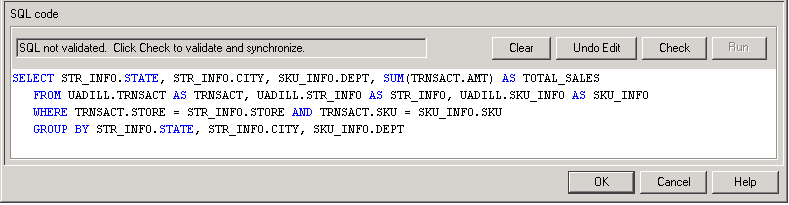 SQL code
SQL not validated. Click Check to validate and synchronize.
Clear
Undo Edit
Check
Run
SELECT STR_INFO.STATE, STR_INFO.CITY, SKU_INFO.DEPT, SUM(TRNSACT.AMT) AS TOTAL_SALES
FROM UADILL.TRNSACT AS TRNSACT, UADILL.STR_INFO AS STR_INFO, UADILL.SKU_INFO AS SKU_INFO
WHERE TRNSACT.STORE = STR_INFO.STORE AND TRNSACT.SKU = SKU_INFO.SKU
GROUP BY STR_INFO.STATE, STR_INFO.CITY, SKU_INFO.DEPT
OK
Cancel
Help